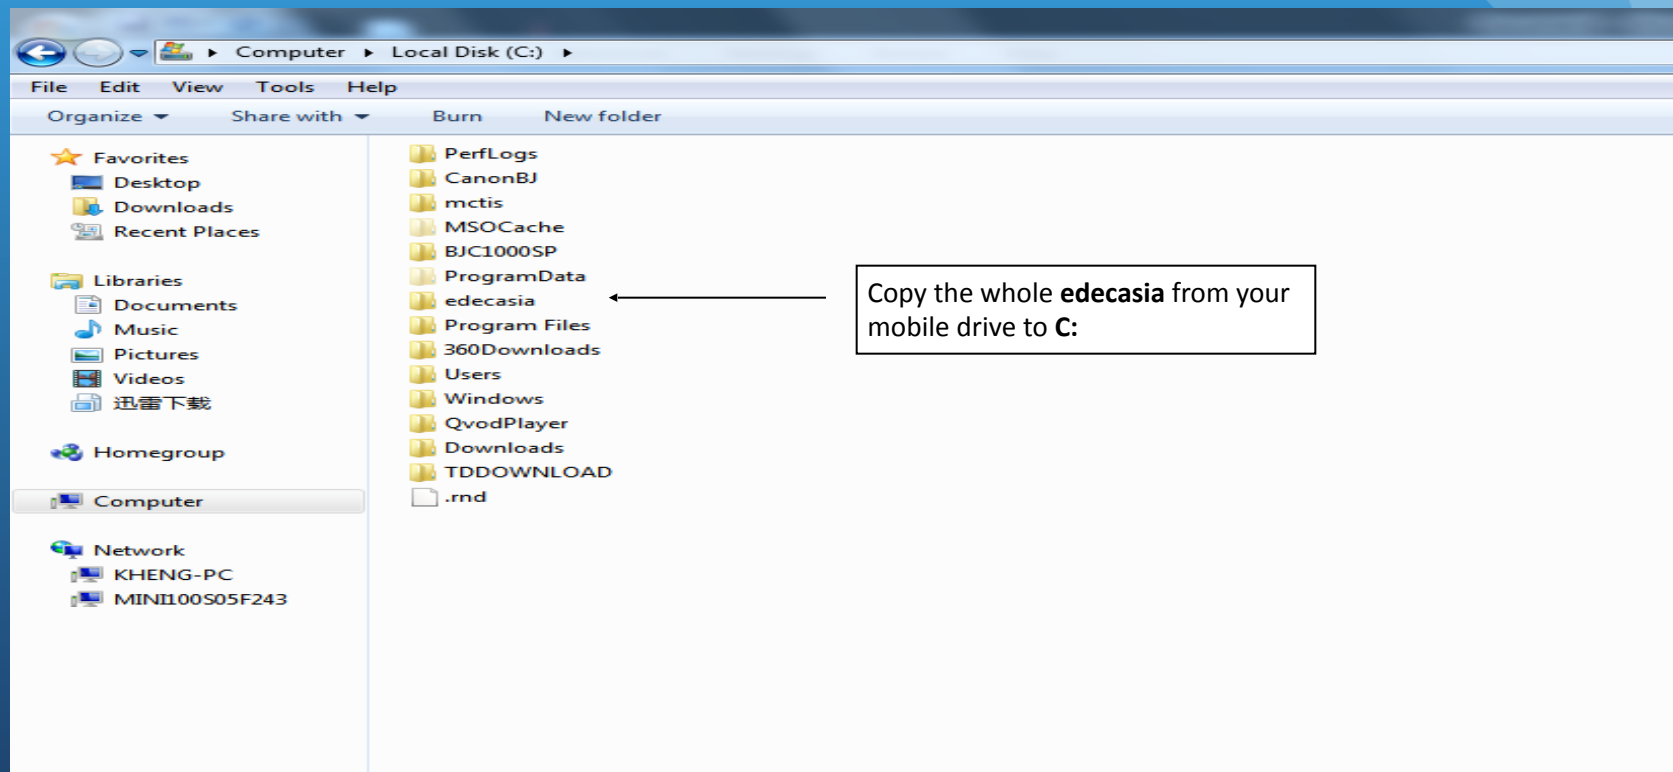 Computer ▸ Local Disk (C:) ▸
File Edit View Tools Help
Organize Share with Burn New folder
Favorites
Desktop
Downloads
Recent Places
Libraries
Documents
Music
Pictures
Videos
迅雷下载
Homegroup
Computer
Network
KHENG-PC
MINI100S05F243
PerfLogs
CanonBJ
mctis
MSOCache
BJC1000SP
ProgramData
edecasia
Program Files
360Downloads
Users
Windows
QvodPlayer
Downloads
TDDOWNLOAD
.rnd
Copy the whole edecasia from your
mobile drive to C: